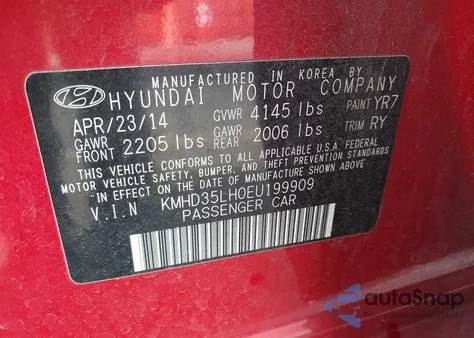 MANUFACTURED IN KOREA BY
HYUNDAI MOTOR COMPANY
APR/23/14 GVWR 4145 lbs PAINT YR7
GAWR FRONT 2205 lbs GAWR REAR 2006 lbs TRIM RY
THIS VEHICLE CONFORMS TO ALL APPLICABLE U.S.A. FEDERAL
MOTOR VEHICLE SAFETY, BUMPER, AND THEFT PREVENTION STANDARDS
IN EFFECT ON THE DATE OF MANUFACTURE SHOWN ABOVE.
V.I.N KMHD35LH0EU199909
PASSENGER CAR
autoSnap